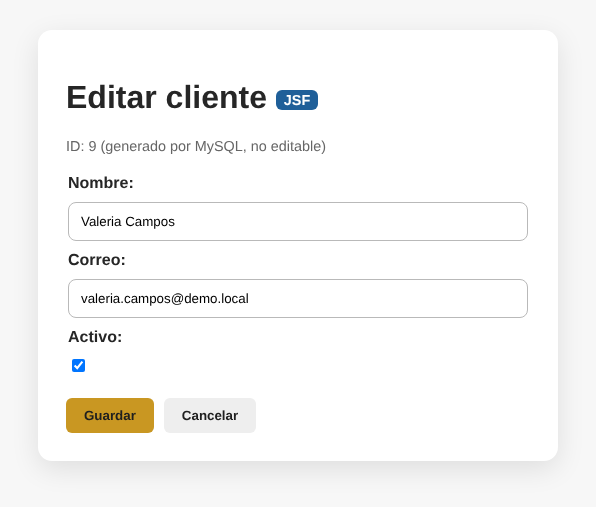 Editar cliente JSF
ID: 9 (generado por MySQL, no editable)
Nombre:
Valeria Campos
Correo:
valeria.campos@demo.local
Activo:
Guardar Cancelar